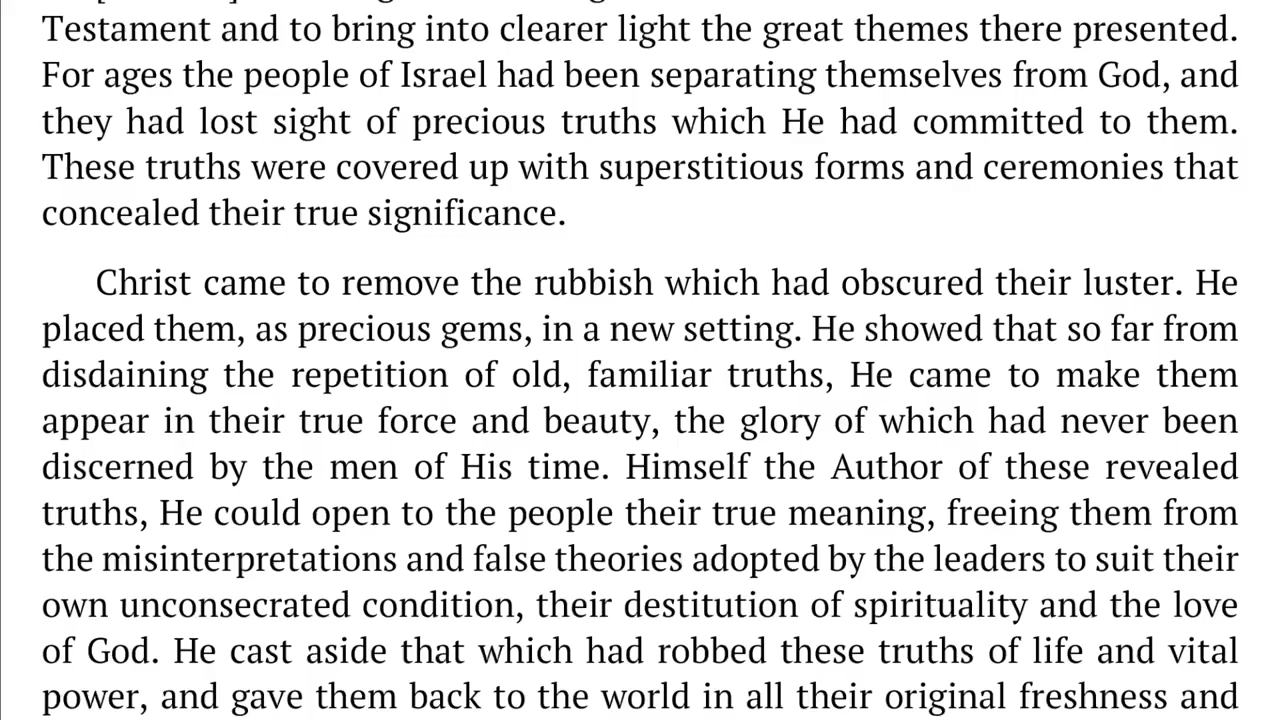 Testament and to bring into clearer light the great themes there presented.
For ages the people of Israel had been separating themselves from God, and
they had lost sight of precious truths which He had committed to them.
These truths were covered up with superstitious forms and ceremonies that
concealed their true significance.
Christ came to remove the rubbish which had obscured their luster. He
placed them, as precious gems, in a new setting. He showed that so far from
disdaining the repetition of old, familiar truths, He came to make them
appear in their true force and beauty, the glory of which had never been
discerned by the men of His time. Himself the Author of these revealed
truths, He could open to the people their true meaning, freeing them from
the misinterpretations and false theories adopted by the leaders to suit their
own unconsecrated condition, their destitution of spirituality and the love
of God. He cast aside that which had robbed these truths of life and vital
power, and gave them back to the world in all their original freshness and